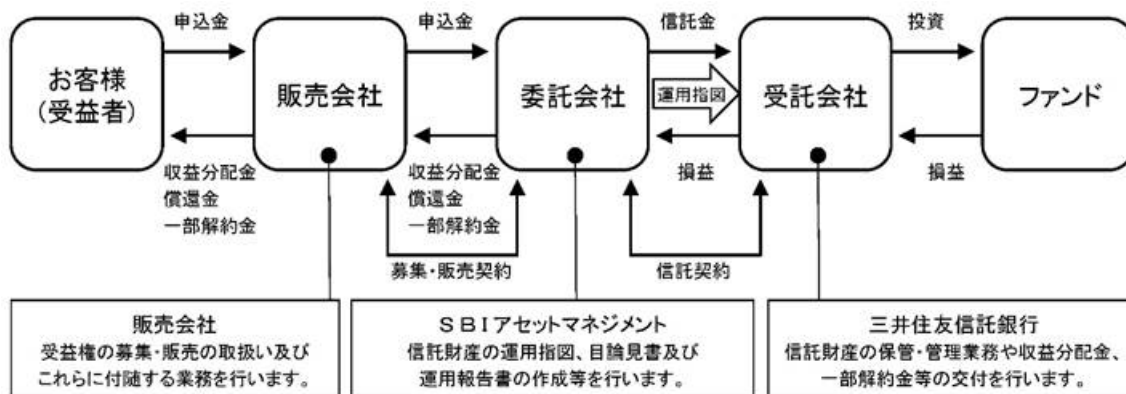 申込金
申込金
信託金
投資
お客様
(受益者)
販売会社
委託会社
運用指図
受託会社
ファンド
収益分配金
償還金
一部解約金
収益分配金
償還金
一部解約金
損益
損益
募集・販売契約
信託契約
販売会社
受益権の募集・販売の取扱い及び
これらに付随する業務を行います。
SBIアセットマネジメント
信託財産の運用指図、目論見書及び
運用報告書の作成等を行います。
三井住友信託銀行
信託財産の保管・管理業務や収益分配金、
一部解約金等の交付を行います。